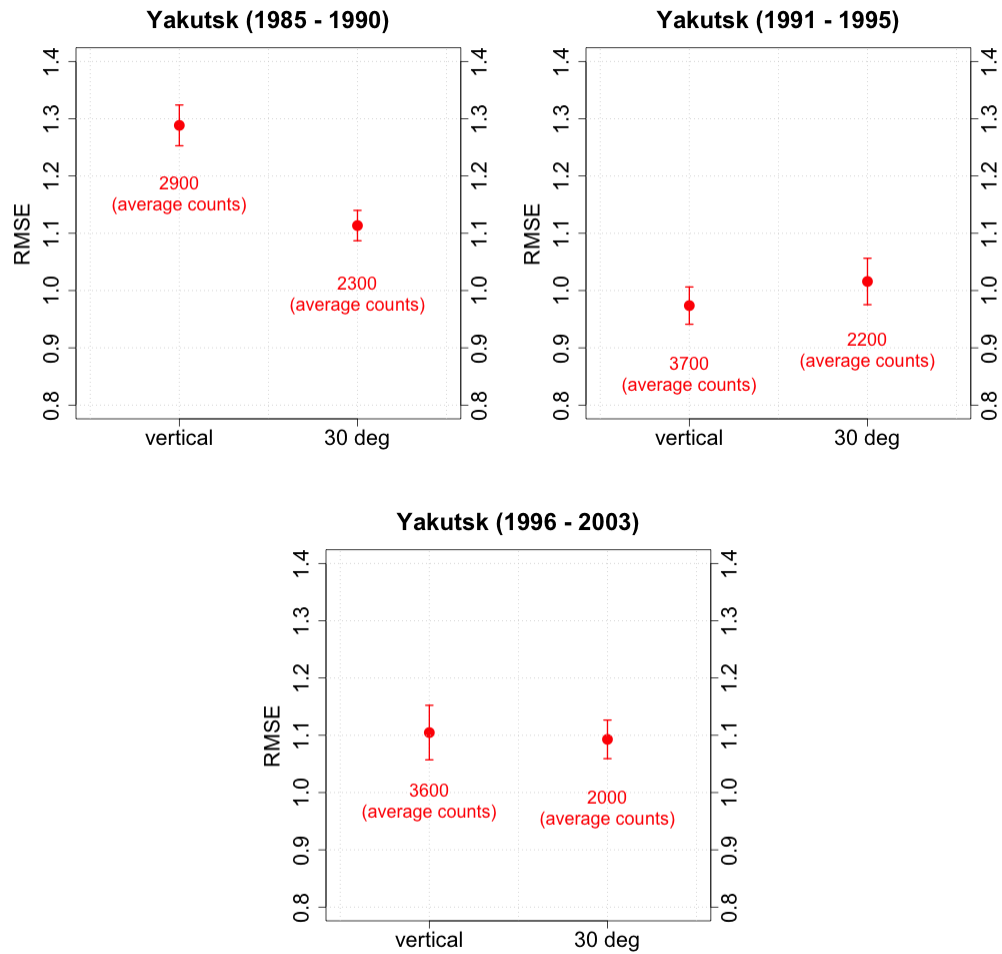 Yakutsk (1985 - 1990)
RMSE
1.4
1.3
1.2
1.1
1.0
0.9
0.8
1.4
1.3
1.2
1.1
1.0
0.9
0.8
2900
(average counts)
2300
(average counts)
vertical
30 deg
Yakutsk (1991 - 1995)
RMSE
1.4
1.3
1.2
1.1
1.0
0.9
0.8
1.4
1.3
1.2
1.1
1.0
0.9
0.8
3700
(average counts)
2200
(average counts)
vertical
30 deg
Yakutsk (1996 - 2003)
RMSE
1.4
1.3
1.2
1.1
1.0
0.9
0.8
1.4
1.3
1.2
1.1
1.0
0.9
0.8
3600
(average counts)
2000
(average counts)
vertical
30 deg